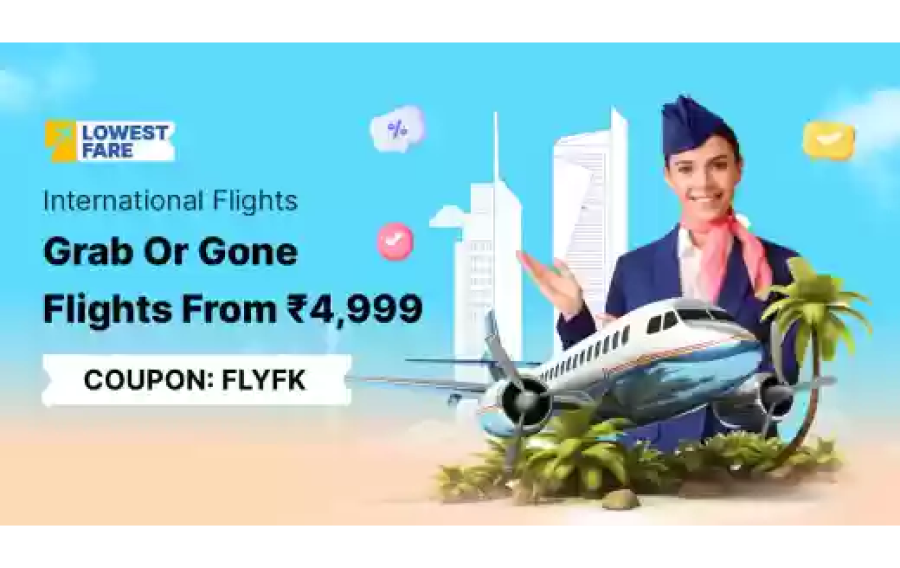 LOWEST
FARE
International Flights
Grab Or Gone
Flights From ₹4,999
COUPON: FLYFK
%